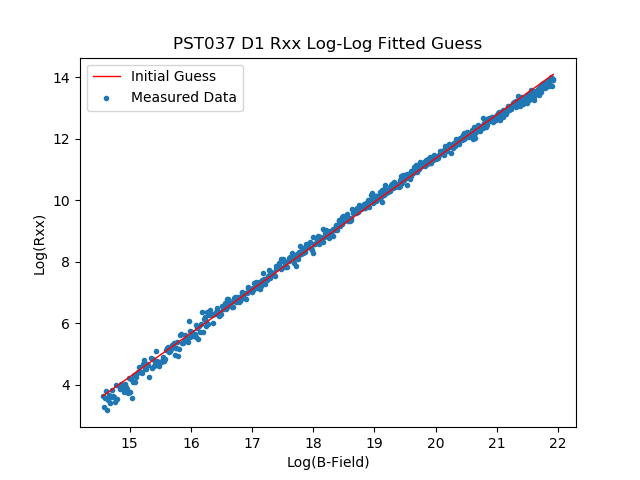 PST037 D1 Rxx Log-Log Fitted Guess
Initial Guess
Measured Data
14
12
10
8
6
4
Log(Rxx)
15 16 17 18 19 20 21 22
Log(B-Field)